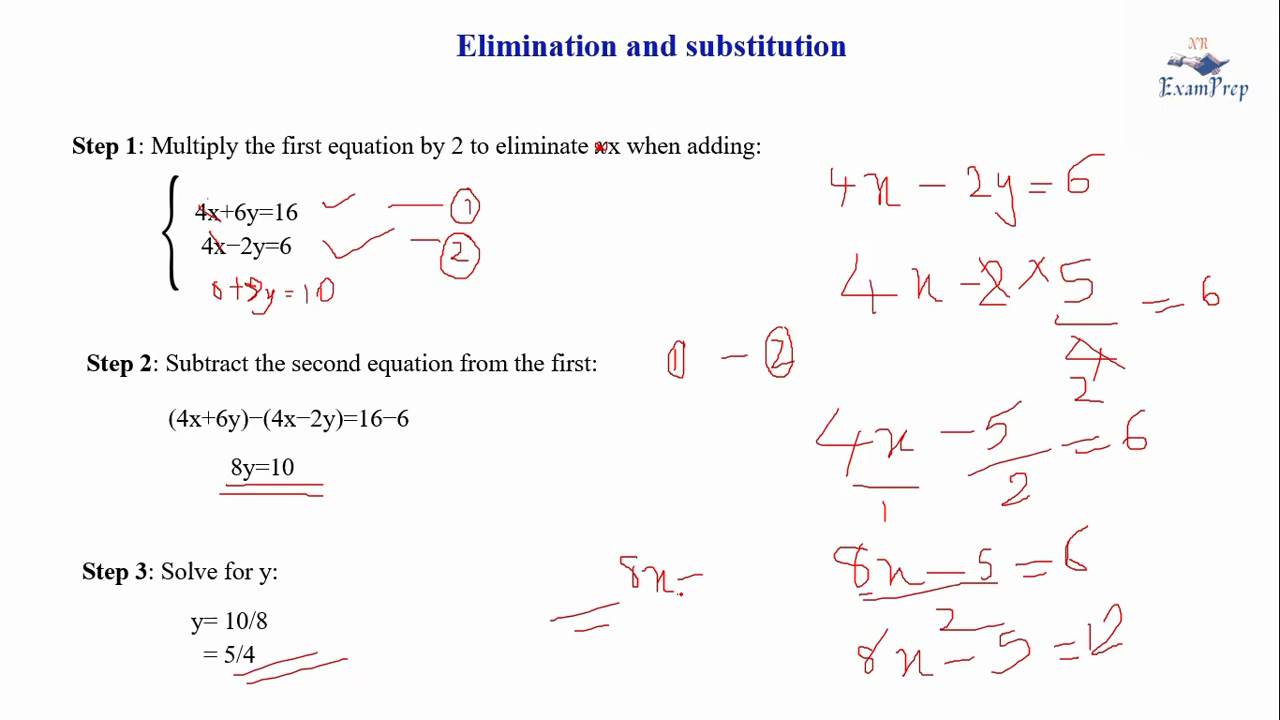 Elimination and substitution
NR
ExamPrep
Step 1: Multiply the first equation by 2 to eliminate x when adding:
4x+6y=16 ①
4x−2y=6 ②
0+8y=10
Step 2: Subtract the second equation from the first:
① − ②
(4x+6y)−(4x−2y)=16−6
8y=10
Step 3: Solve for y:
y= 10/8
= 5/4
8x=
4x − 2y = 6
4x − 2 × 5 = 6
4
2
4x − 5 = 6
1 2
8x − 5 = 6
2
8x − 5 = 12